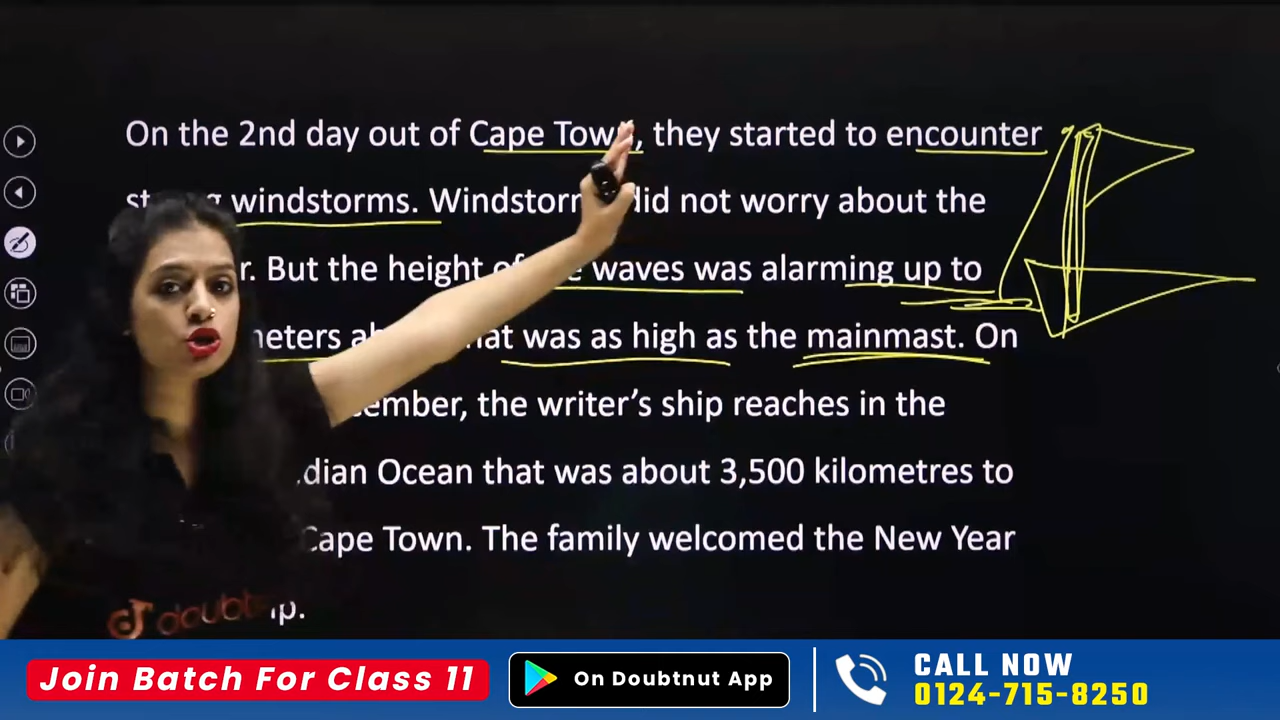 On the 2nd day out of Cape Town, they started to encounter
windstorms. Windstorm did not worry about the
But the height of waves was alarming up to
meters was as high as the mainmast. On
the writer's ship reaches in the
Ocean that was about 3,500 kilometres to
Cape Town. The family welcomed the New Year
doubt
Join Batch For Class 11
On Doubtnut App
CALL NOW
0124-715-8250